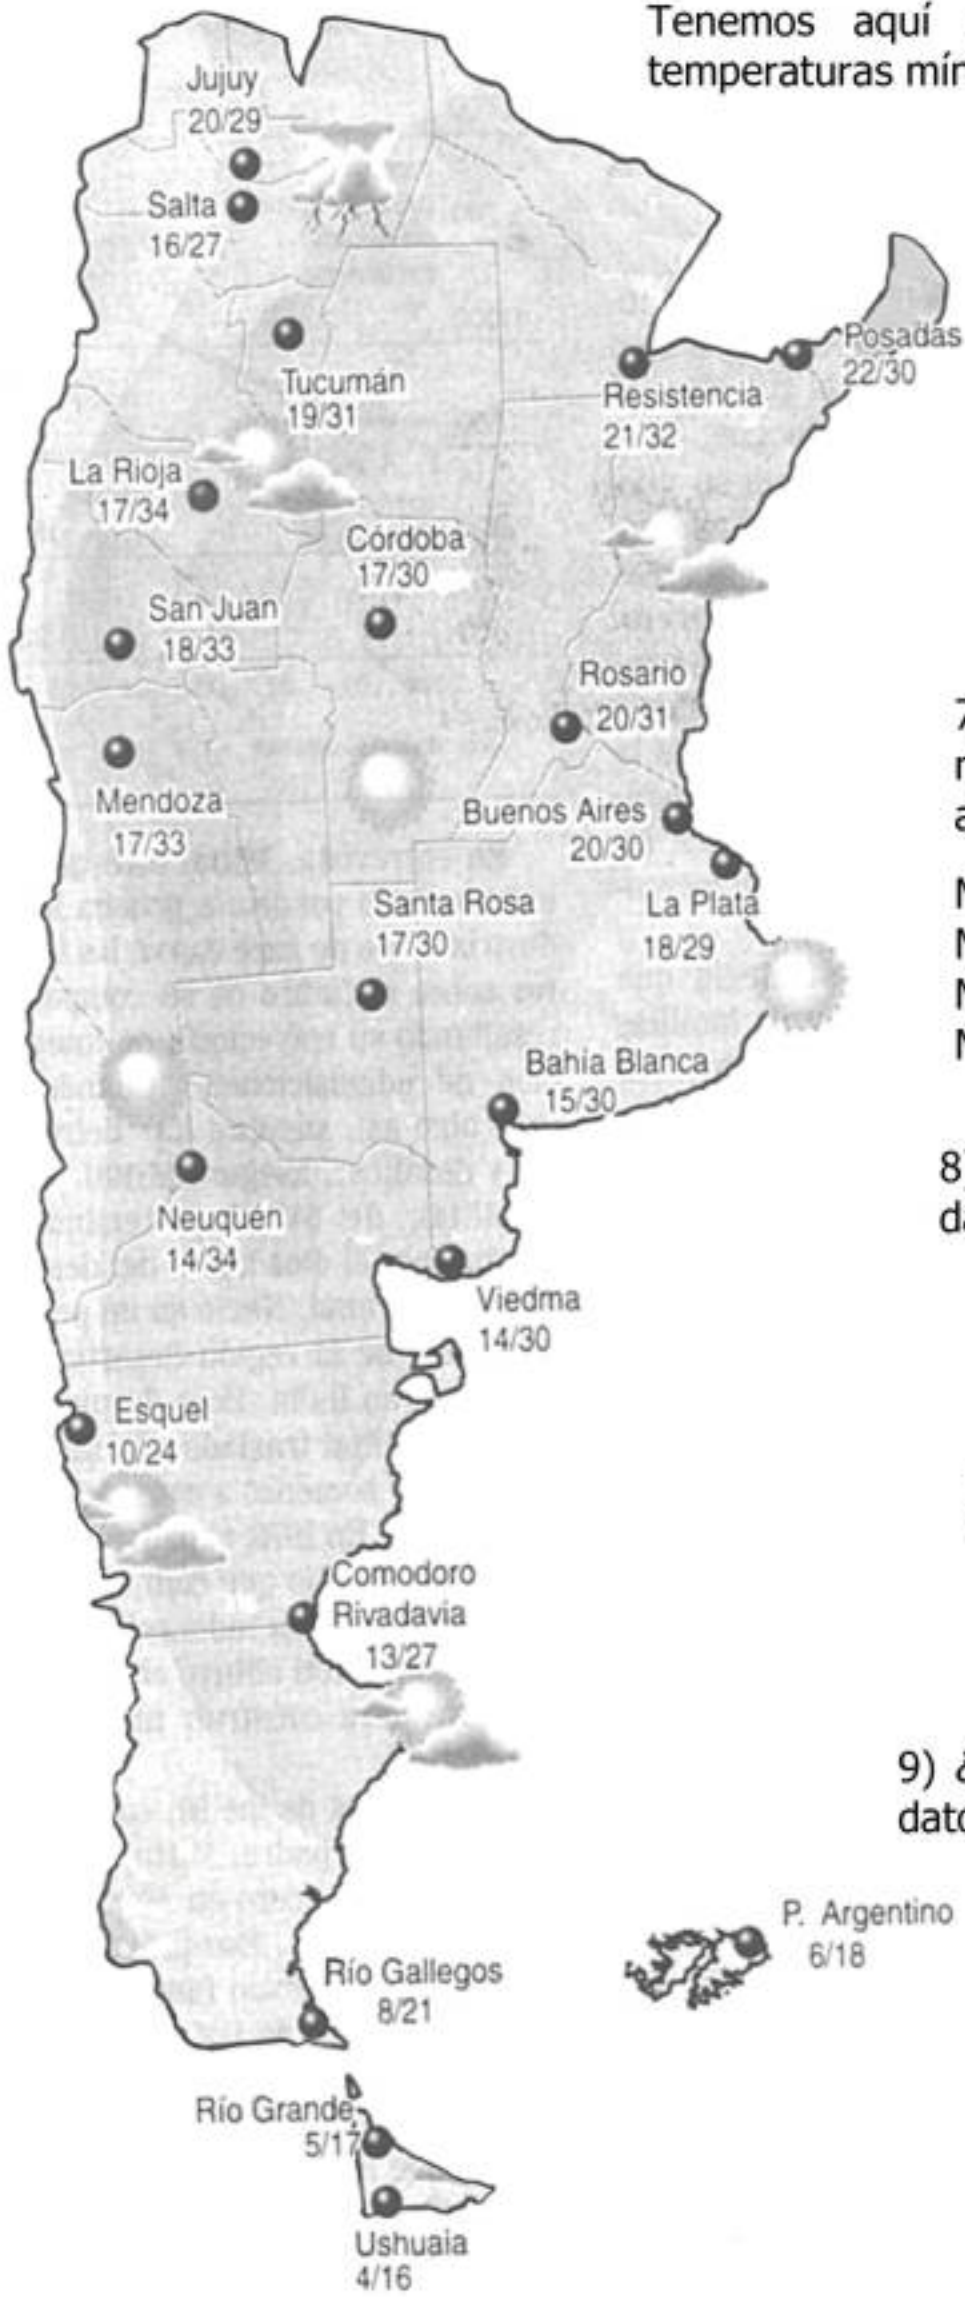 Tenemos aquí
temperaturas
Jujuy
20/29
Salta
16/27
Posadas
22/30
Tucumán
19/31
Resistencia
21/32
La Rioja
17/34
Córdoba
17/30
San Juan
18/33
Rosario
20/31
Mendoza
17/33
Buenos Aires
20/30
Santa Rosa
17/30
La Plata
18/29
Bahía Blanca
15/30
8)
Neuquén
14/34
Viedma
14/30
Esquel
10/24
Comodoro
Rivadavia
13/27
9) ¿
P. Argentino
6/18
Río Gallegos
8/21
Río Grande
5/17
Ushuaia
4/16